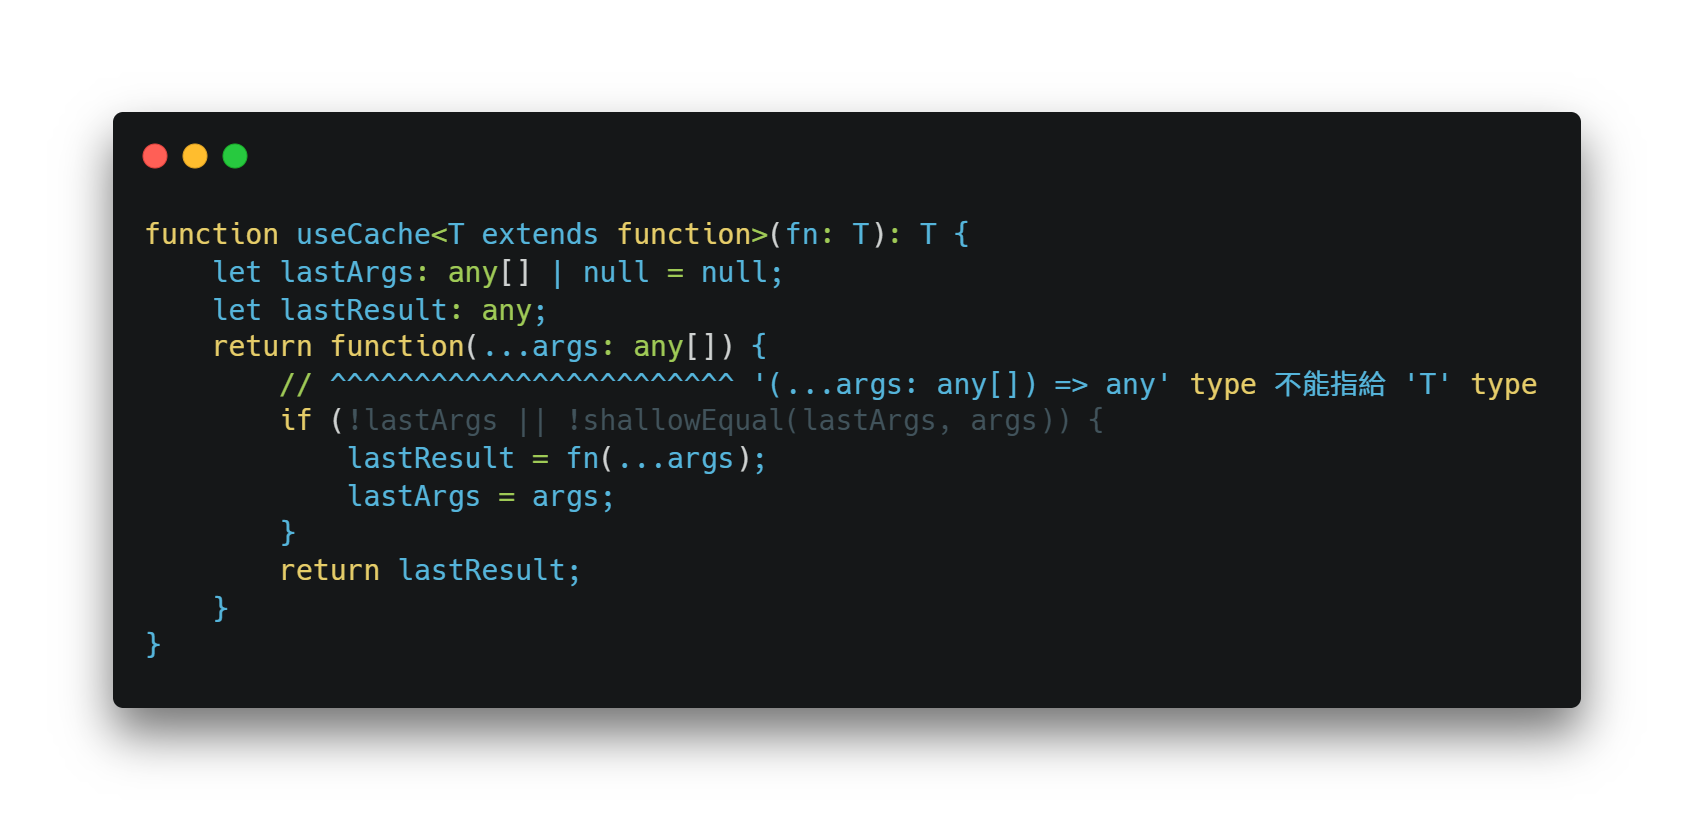 function useCache<T extends function>(fn: T): T {
    let lastArgs: any[] | null = null;
    let lastResult: any;
    return function(...args: any[]) {
        // ^^^^^^^^^^^^^^^^^^^^^^^^ '(...args: any[]) => any' type 不能指給 'T' type
        if (!lastArgs || !shallowEqual(lastArgs, args)) {
            lastResult = fn(...args);
            lastArgs = args;
        }
        return lastResult;
    }
}